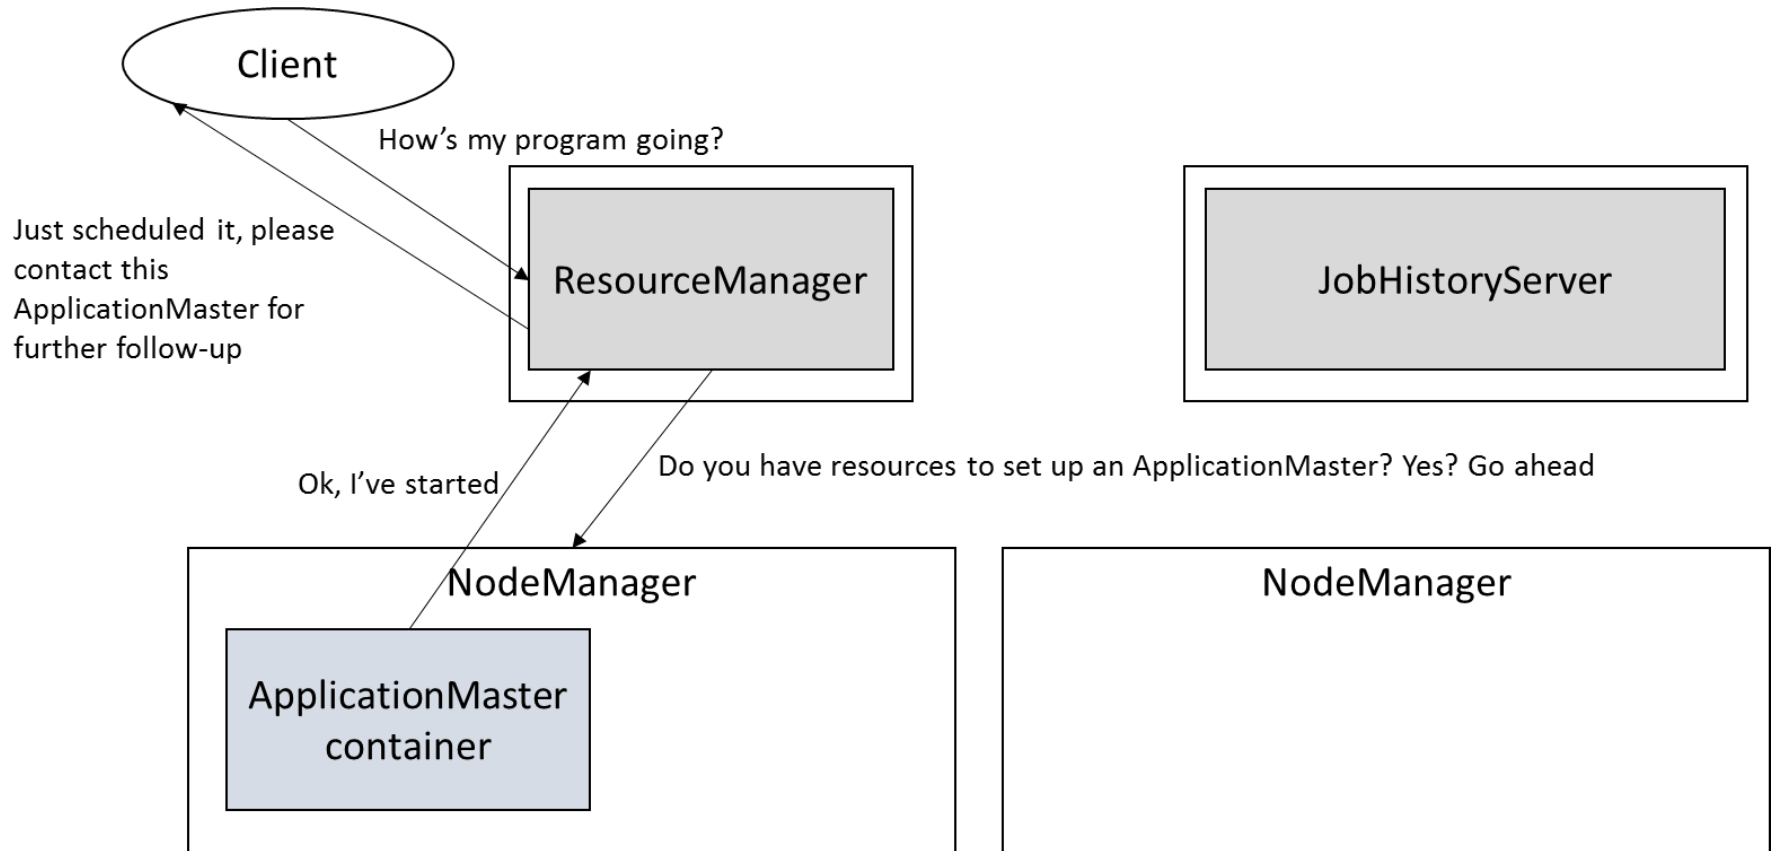 Client
How’s my program going?
Just scheduled it, please
contact this
ApplicationMaster for
further follow-up
ResourceManager
JobHistoryServer
Ok, I’ve started
Do you have resources to set up an ApplicationMaster? Yes? Go ahead
NodeManager
NodeManager
ApplicationMaster
container